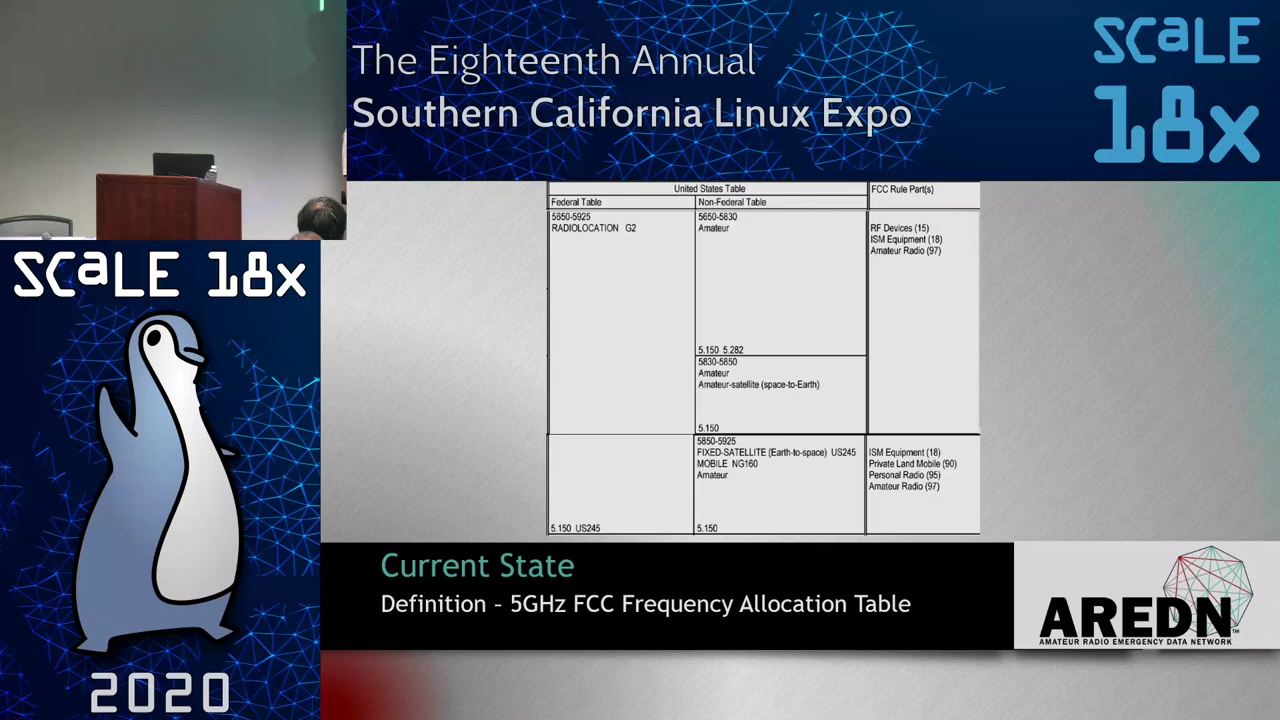 The Eighteenth Annual
Southern California Linux Expo
SCaLE
18x
SCaLE 18x
2020
United States Table
FCC Rule Part(s)
Federal Table
Non-Federal Table
5650-5925
RADIOLOCATION G2
5650-5830
Amateur
RF Devices (15)
ISM Equipment (18)
Amateur Radio (97)
5.150 5.282
5830-5850
Amateur
Amateur-satellite (space-to-Earth)
5.150
5850-5925
FIXED-SATELLITE (Earth-to-space) US245
MOBILE NG160
Amateur
ISM Equipment (18)
Private Land Mobile (90)
Personal Radio (95)
Amateur Radio (97)
5.150 US245
5.150
Current State
Definition – 5GHz FCC Frequency Allocation Table
AREDN™
AMATEUR RADIO EMERGENCY DATA NETWORK